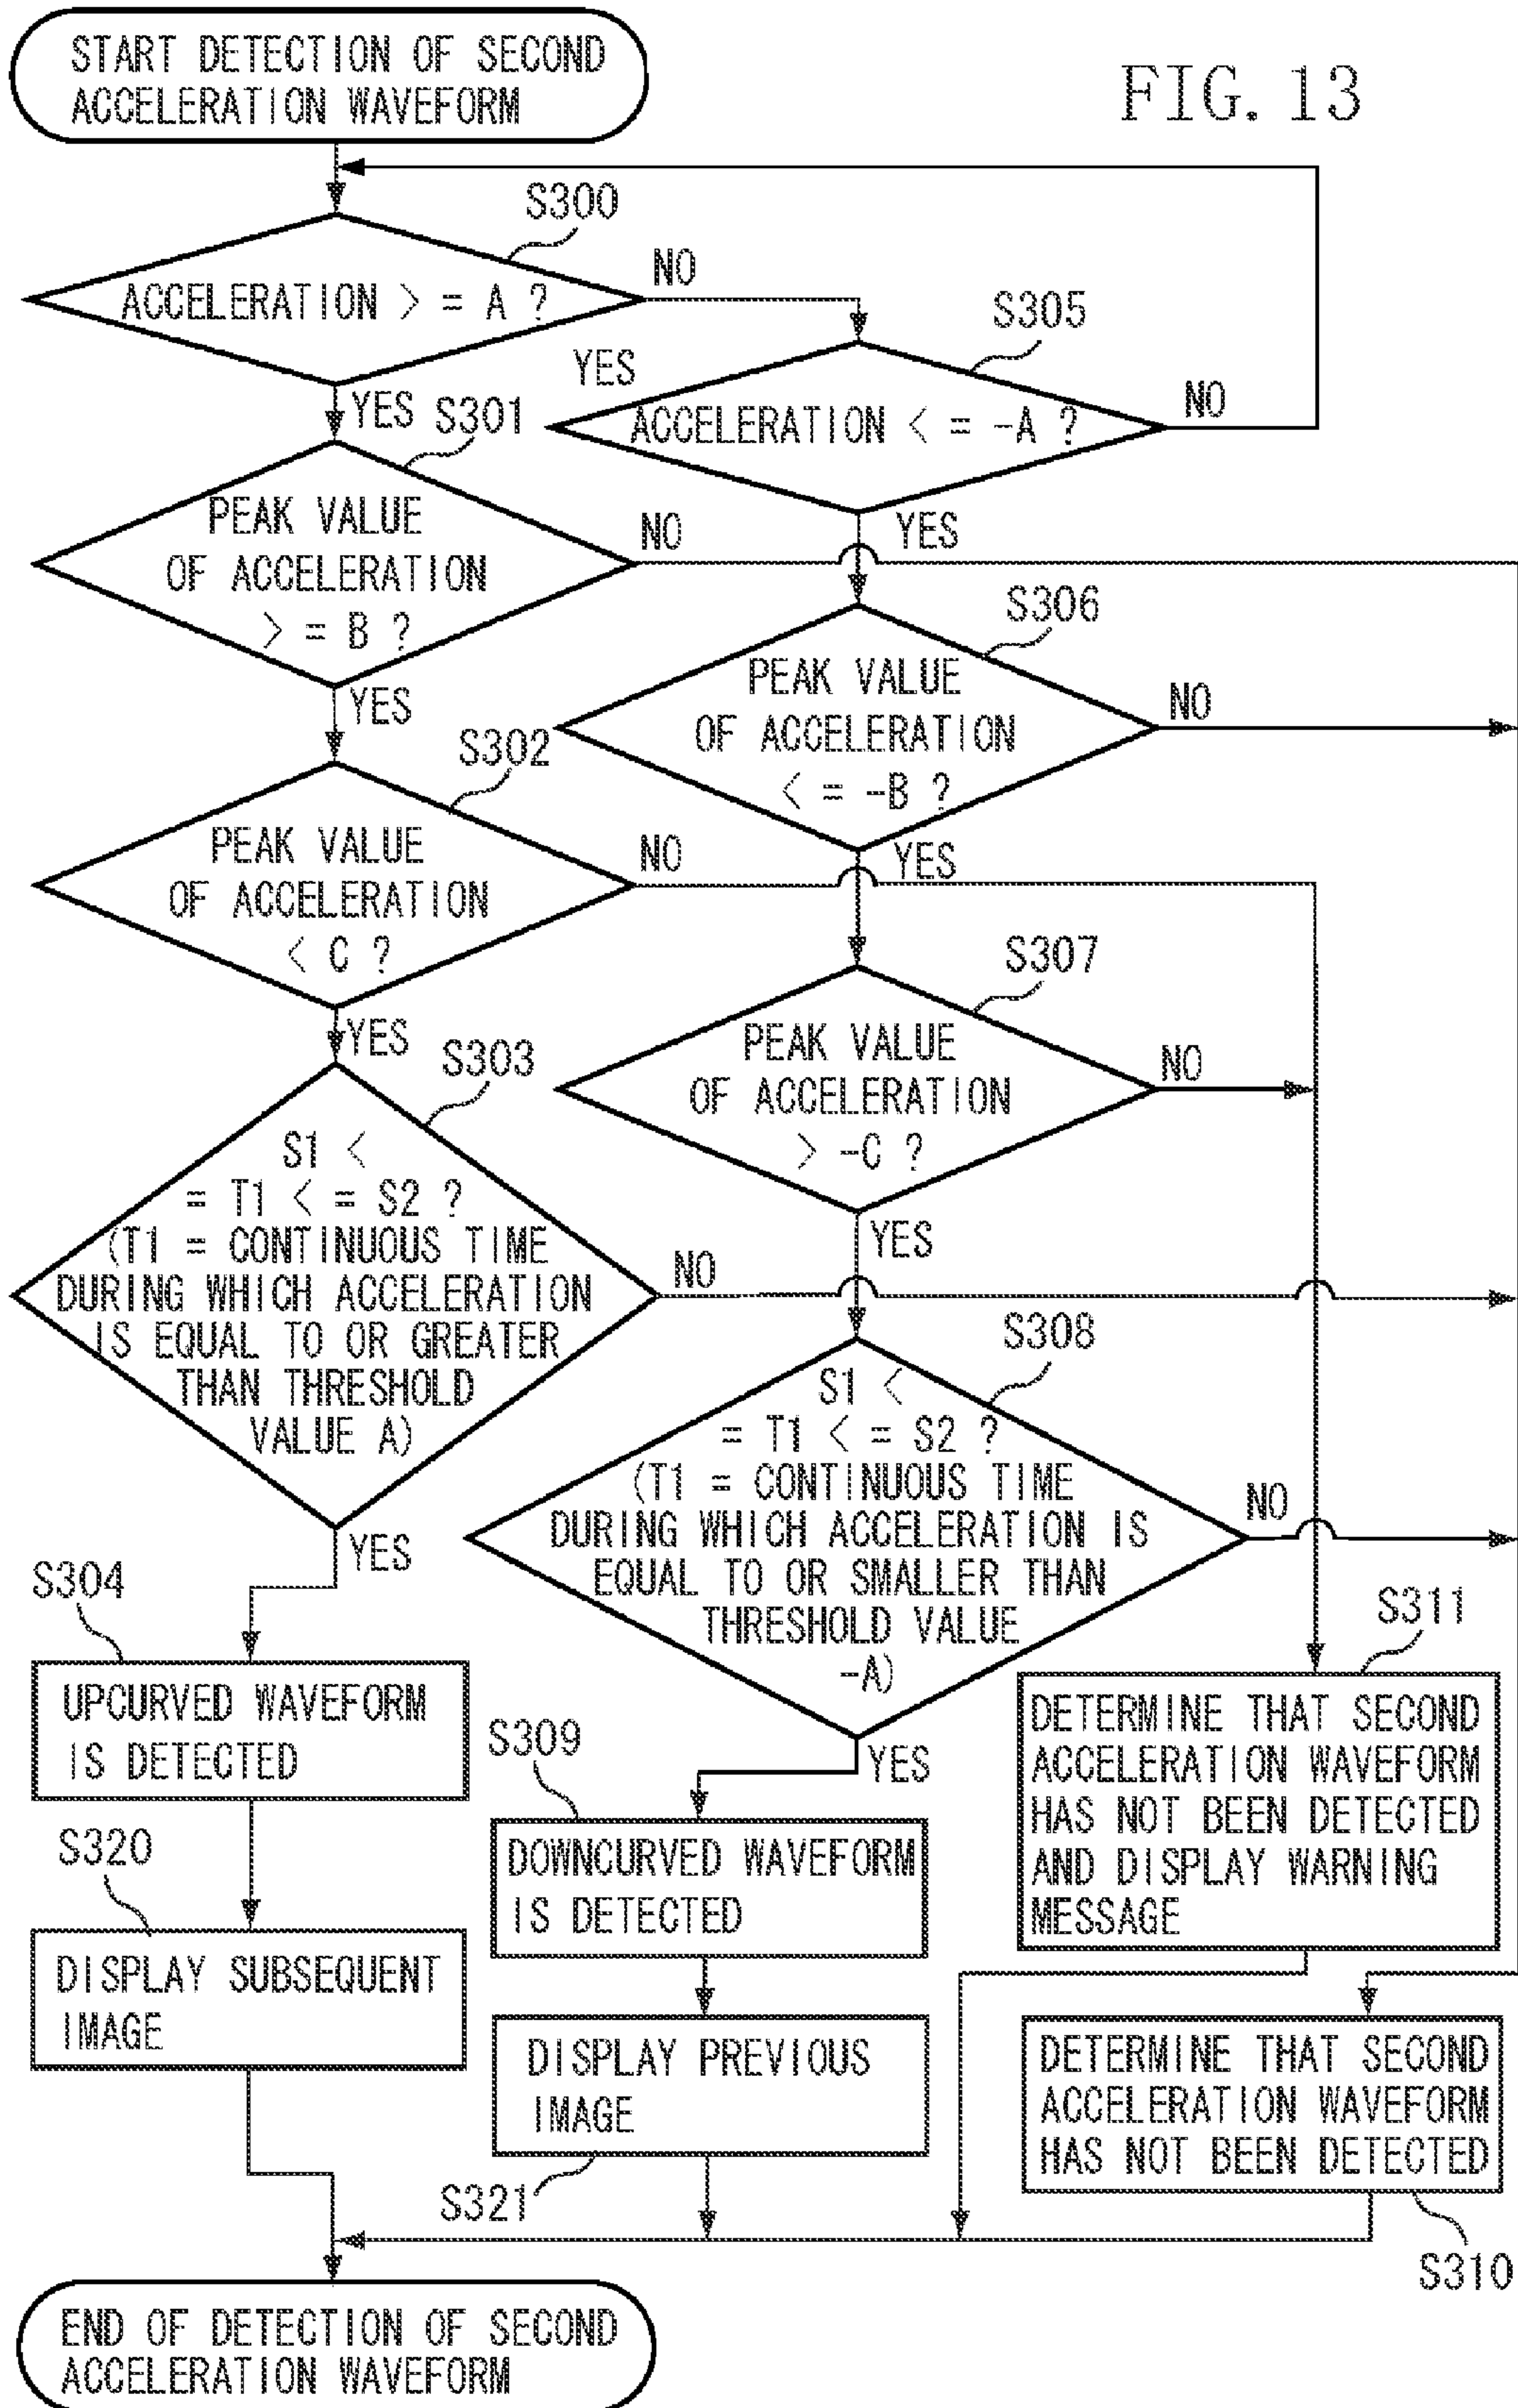 START DETECTION OF SECOND
ACCELERATION WAVEFORM
FIG. 13
S300
ACCELERATION > = A ?
NO
YES
S305
YES
ACCELERATION < = -A ?
NO
YES
S301
PEAK VALUE
OF ACCELERATION
> = B ?
NO
YES
S306
PEAK VALUE
OF ACCELERATION
< = -B ?
NO
YES
S302
PEAK VALUE
OF ACCELERATION
< C ?
NO
YES
S307
PEAK VALUE
OF ACCELERATION
> -C ?
NO
YES
S303
S1 <
= T1 < = S2 ?
(T1 = CONTINUOUS TIME
DURING WHICH ACCELERATION
IS EQUAL TO OR GREATER
THAN THRESHOLD
VALUE A)
NO
YES
S308
S1 <
= T1 < = S2 ?
(T1 = CONTINUOUS TIME
DURING WHICH ACCELERATION IS
EQUAL TO OR SMALLER THAN
THRESHOLD VALUE
-A)
NO
YES
S304
UPCURVED WAVEFORM
IS DETECTED
S309
DOWNCURVED WAVEFORM
IS DETECTED
S311
DETERMINE THAT SECOND
ACCELERATION WAVEFORM
HAS NOT BEEN DETECTED
AND DISPLAY WARNING
MESSAGE
S320
DISPLAY SUBSEQUENT
IMAGE
DISPLAY PREVIOUS
IMAGE
S321
DETERMINE THAT SECOND
ACCELERATION WAVEFORM
HAS NOT BEEN DETECTED
S310
END OF DETECTION OF SECOND
ACCELERATION WAVEFORM